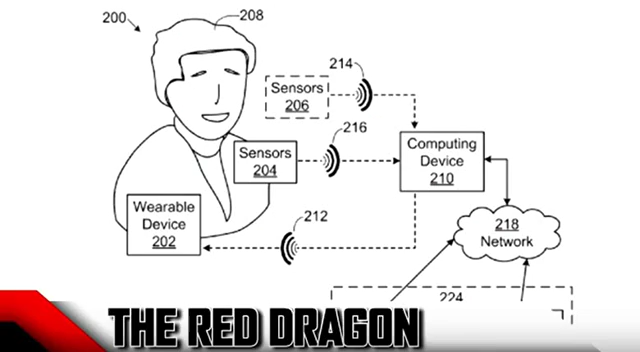 200
208
214
Sensors
206
216
Sensors
204
Computing
Device
210
Wearable
Device
202
212
218
Network
224
THE RED DRAGON